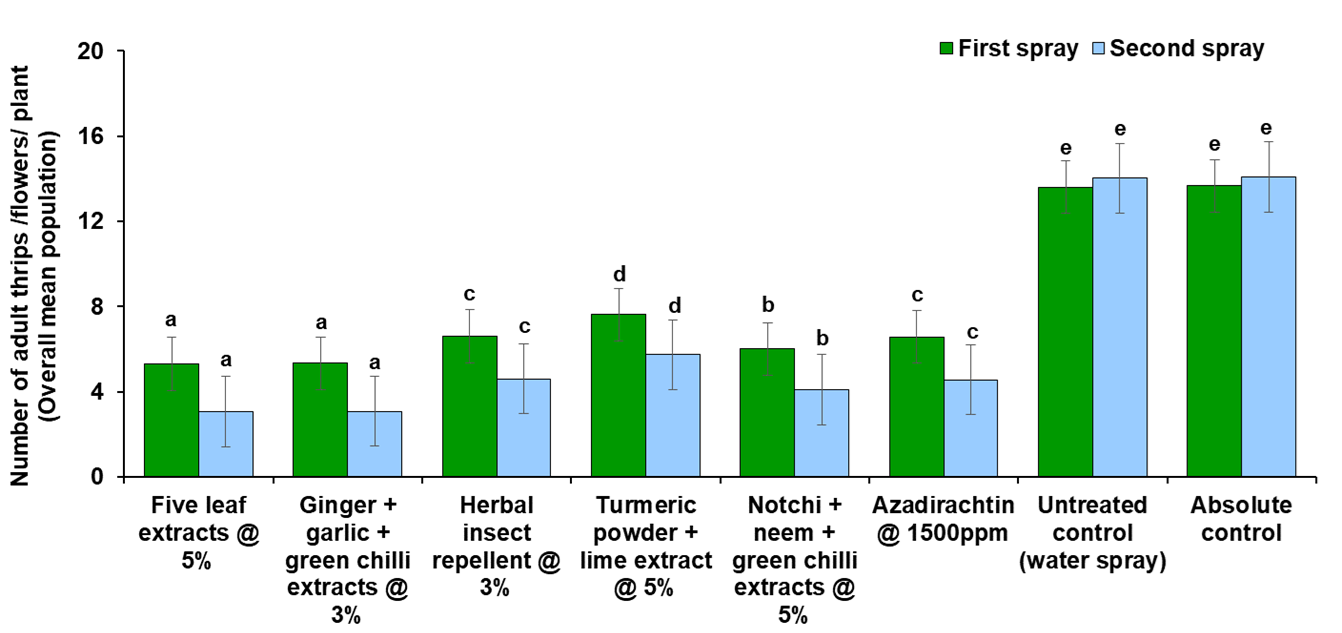 Number of adult thrips /flowers/ plant
(Overall mean population)
20
16
12
8
4
0
First spray
Second spray
a
a
a
a
c
c
d
d
b
b
c
c
e
e
e
e
Five leaf
extracts @
5%
Ginger +
garlic +
green chilli
extracts @
3%
Herbal
insect
repellent @
3%
Turmeric
powder +
lime extract
@ 5%
Notchi +
neem +
green chilli
extracts @
5%
Azadirachtin
@ 1500ppm
Untreated
control
(water spray)
Absolute
control